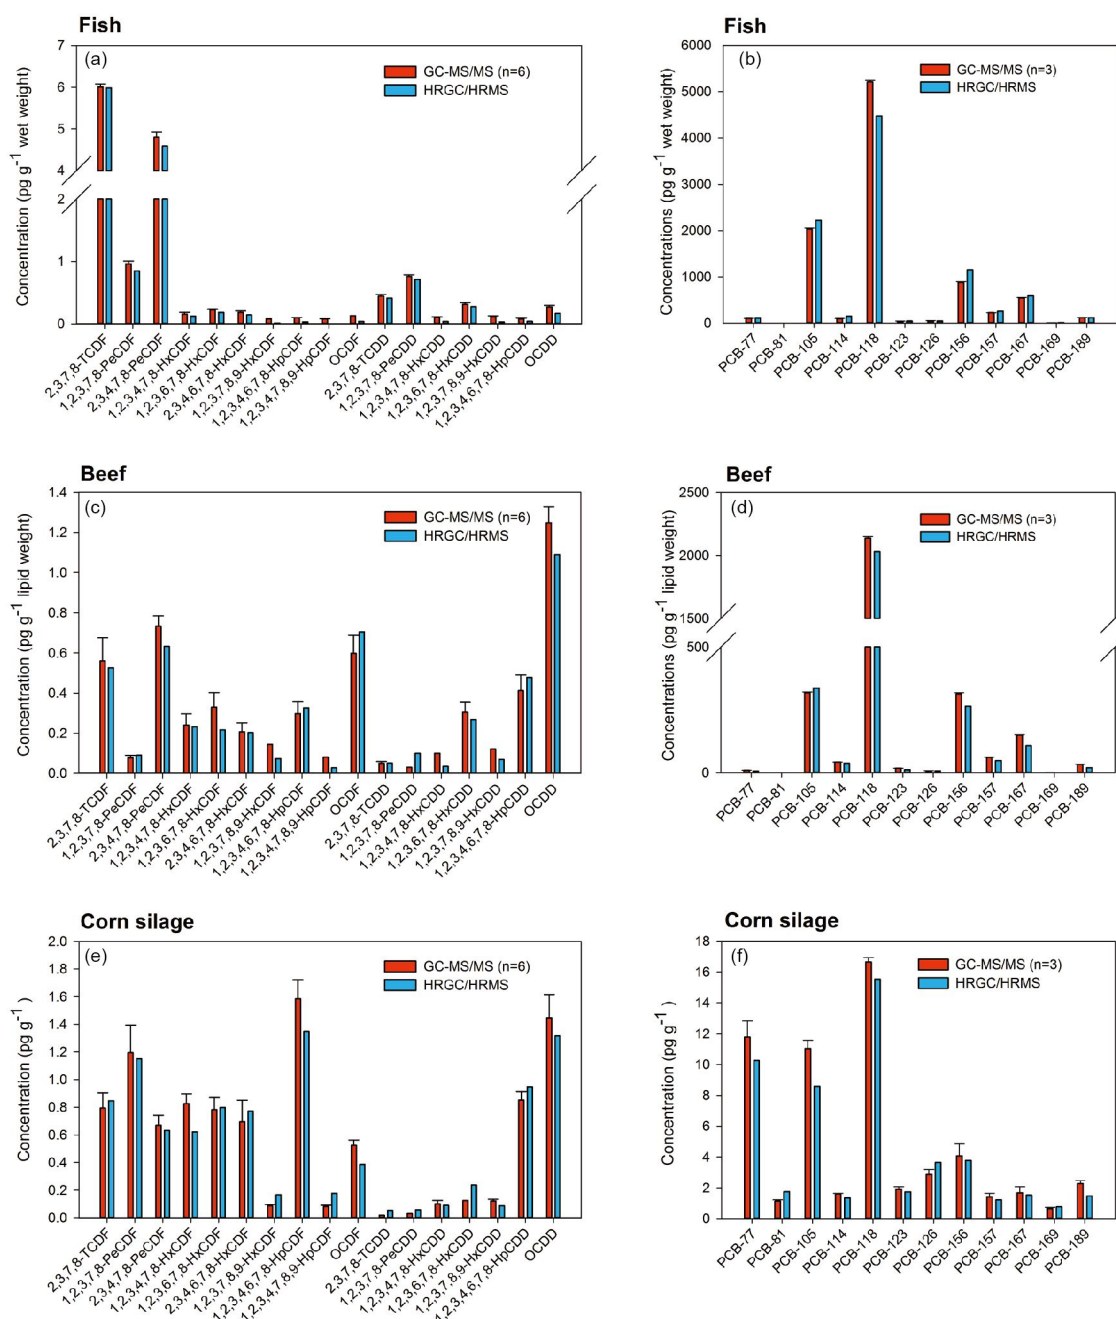 Fish
(a)
Concentration (pg g-1 wet weight)
7
6
5
4
2
1
0
GC-MS/MS (n=6)
HRGC/HRMS
2,3,7,8-TCDF
1,2,3,7,8-PeCDF
2,3,4,7,8-PeCDF
1,2,3,4,7,8-HxCDF
1,2,3,6,7,8-HxCDF
2,3,4,6,7,8-HxCDF
1,2,3,7,8,9-HxCDF
1,2,3,4,6,7,8-HpCDF
1,2,3,4,7,8,9-HpCDF
OCDF
2,3,7,8-TCDD
1,2,3,7,8-PeCDD
1,2,3,4,7,8-HxCDD
1,2,3,6,7,8-HxCDD
1,2,3,7,8,9-HxCDD
1,2,3,4,6,7,8-HpCDD
OCDD
Fish
(b)
Concentrations (pg g-1 wet weight)
6000
5000
4000
3000
2000
1000
0
GC-MS/MS (n=3)
HRGC/HRMS
PCB-77
PCB-81
PCB-105
PCB-114
PCB-118
PCB-123
PCB-126
PCB-156
PCB-157
PCB-167
PCB-169
PCB-189
Beef
(c)
Concentration (pg g-1 lipid weight)
1.4
1.2
1.0
0.8
0.6
0.4
0.2
0.0
GC-MS/MS (n=6)
HRGC/HRMS
2,3,7,8-TCDF
1,2,3,7,8-PeCDF
2,3,4,7,8-PeCDF
1,2,3,4,7,8-HxCDF
1,2,3,6,7,8-HxCDF
2,3,4,6,7,8-HxCDF
1,2,3,7,8,9-HxCDF
1,2,3,4,6,7,8-HpCDF
1,2,3,4,7,8,9-HpCDF
OCDF
2,3,7,8-TCDD
1,2,3,7,8-PeCDD
1,2,3,4,7,8-HxCDD
1,2,3,6,7,8-HxCDD
1,2,3,7,8,9-HxCDD
1,2,3,4,6,7,8-HpCDD
OCDD
Beef
(d)
Concentrations (pg g-1 lipid weight)
2500
2000
1500
500
0
GC-MS/MS (n=3)
HRGC/HRMS
PCB-77
PCB-81
PCB-105
PCB-114
PCB-118
PCB-123
PCB-126
PCB-156
PCB-157
PCB-167
PCB-169
PCB-189
Corn silage
(e)
Concentration (pg g-1)
2.0
1.8
1.6
1.4
1.2
1.0
0.8
0.6
0.4
0.2
0.0
GC-MS/MS (n=6)
HRGC/HRMS
2,3,7,8-TCDF
1,2,3,7,8-PeCDF
2,3,4,7,8-PeCDF
1,2,3,4,7,8-HxCDF
1,2,3,6,7,8-HxCDF
2,3,4,6,7,8-HxCDF
1,2,3,7,8,9-HxCDF
1,2,3,4,6,7,8-HpCDF
1,2,3,4,7,8,9-HpCDF
OCDF
2,3,7,8-TCDD
1,2,3,7,8-PeCDD
1,2,3,4,7,8-HxCDD
1,2,3,6,7,8-HxCDD
1,2,3,7,8,9-HxCDD
1,2,3,4,6,7,8-HpCDD
OCDD
Corn silage
(f)
Concentration (pg g-1)
18
16
14
12
10
8
6
4
2
0
GC-MS/MS (n=3)
HRGC/HRMS
PCB-77
PCB-81
PCB-105
PCB-114
PCB-118
PCB-123
PCB-126
PCB-156
PCB-157
PCB-167
PCB-169
PCB-189